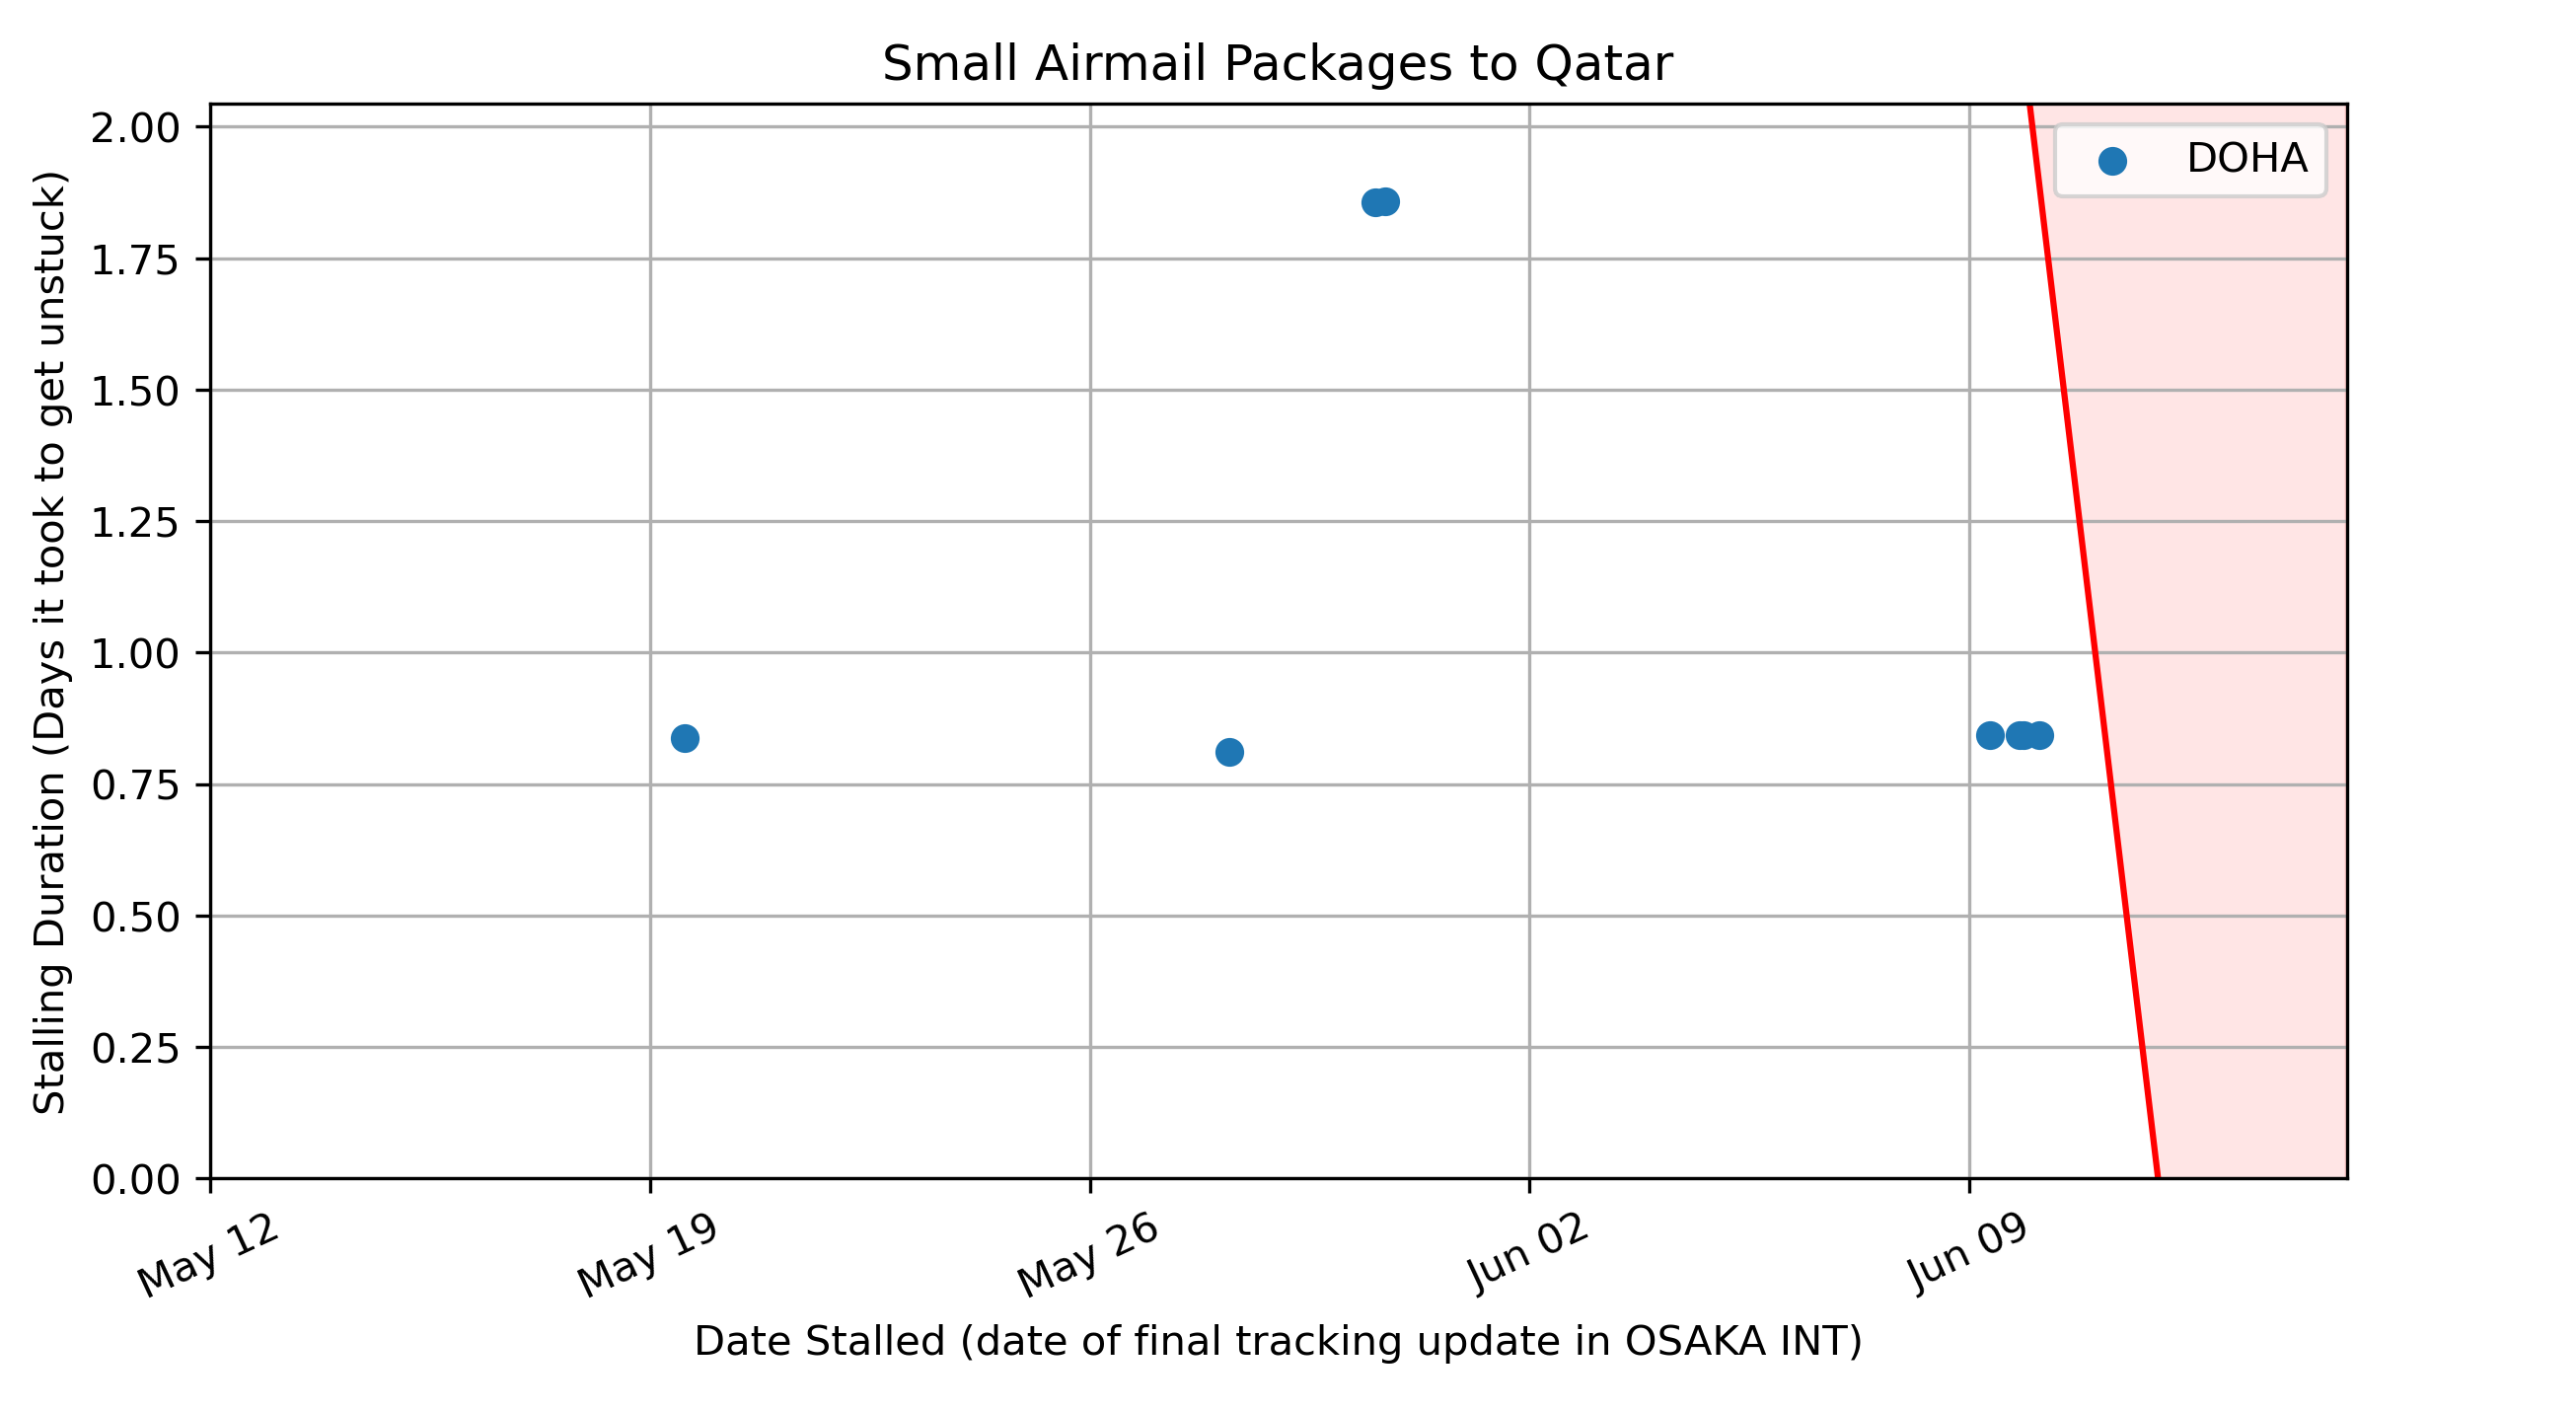 Small Airmail Packages to Qatar
DOHA
Stalling Duration (Days it took to get unstuck)
2.00
1.75
1.50
1.25
1.00
0.75
0.50
0.25
0.00
May 12
May 19
May 26
Jun 02
Jun 09
Date Stalled (date of final tracking update in OSAKA INT)